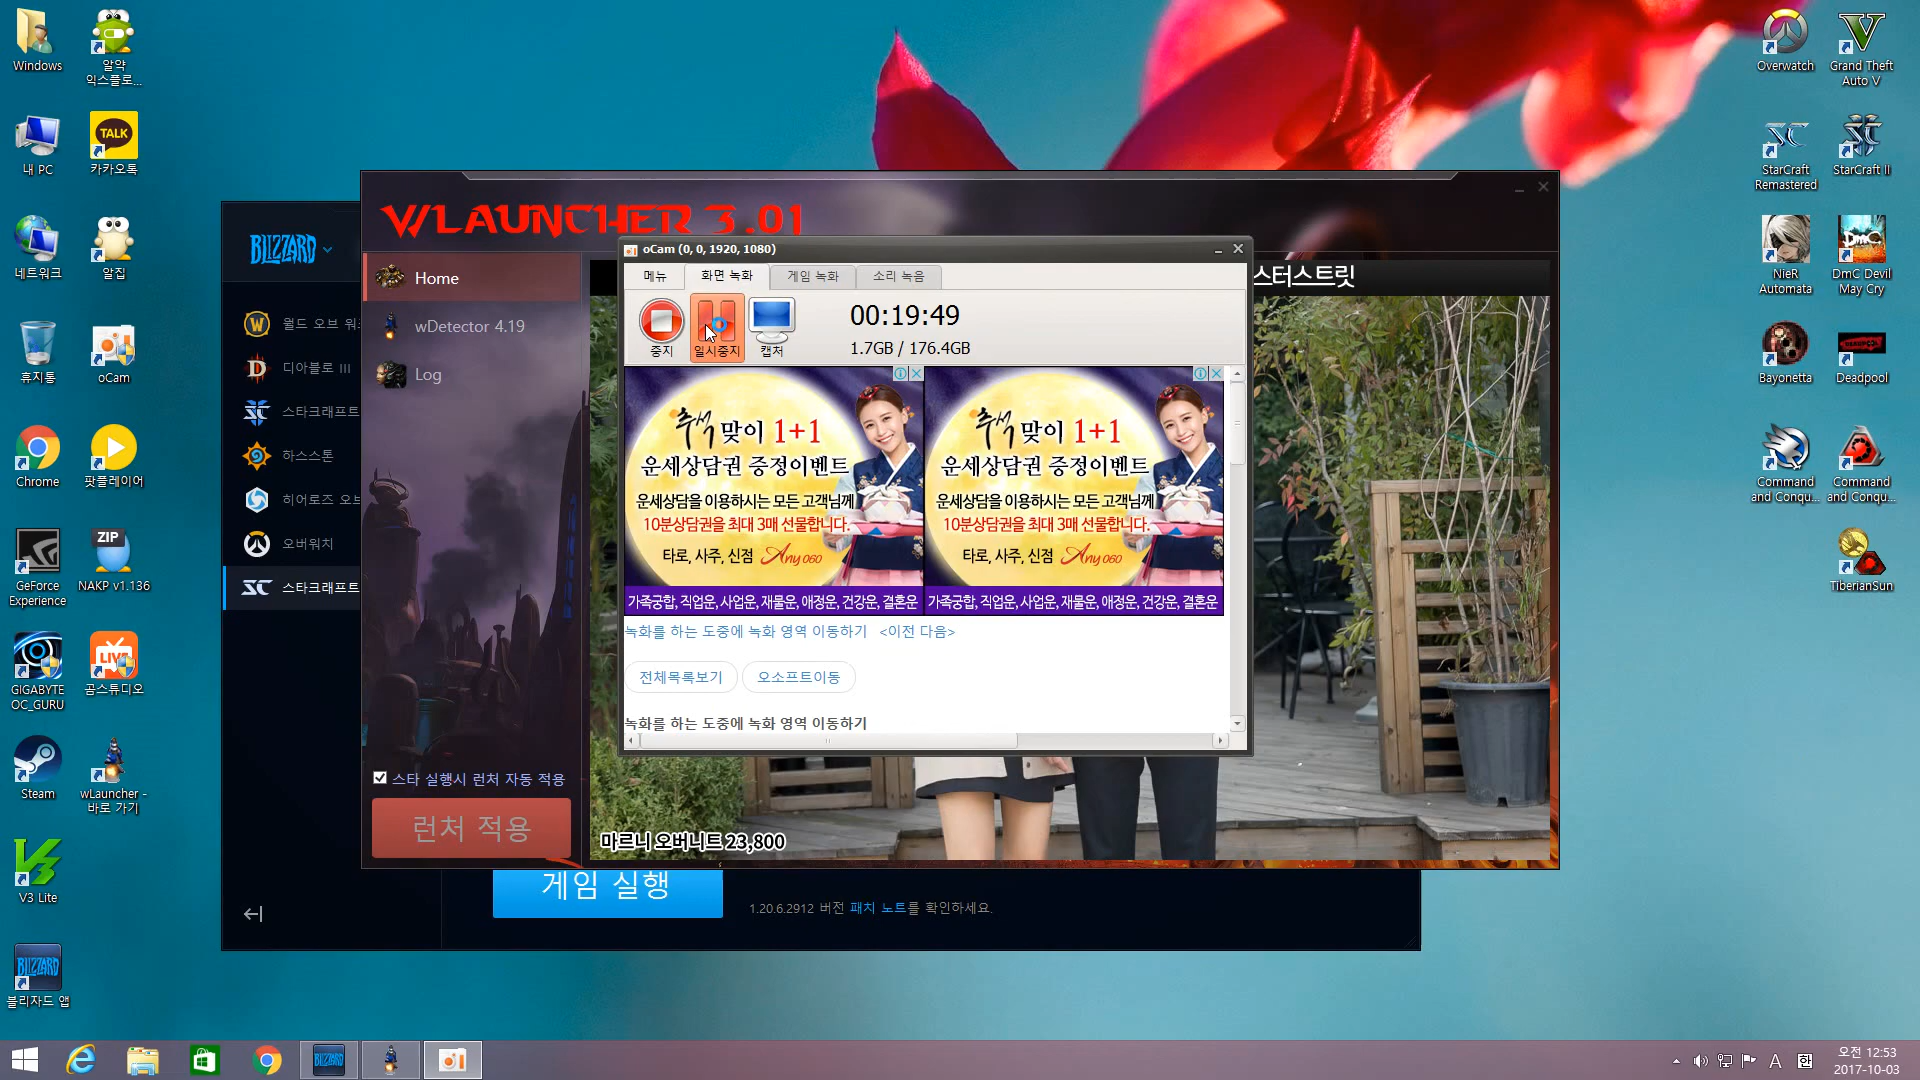 Windows
알약
익스플로...
내 PC
카카오톡
TALK
네트워크
알집
휴지통
oCam
Chrome
팟플레이어
GeForce
Experience
ZIP
NAKP v1.136
GIGABYTE
OC_GURU
LIVE
곰스튜디오
Steam
wLauncher -
바로 가기
V3 Lite
BLIZZARD
블리자드 앱
Overwatch
Grand Theft
Auto V
StarCraft
Remastered
StarCraft II
NieR
Automata
DmC Devil
May Cry
Bayonetta
Deadpool
Command
and Conqu...
Command
and Conqu...
TiberianSun
BLIZZARD
월드 오브 워
디아블로 III
스타크래프트
하스스톤
히어로즈 오브
오버워치
스타크래프트
게임 실행
1.20.6.2912 버전 패치 노트를 확인하세요.
WLAUNCHER 3.01
Home
wDetector 4.19
Log
스타 실행시 런처 자동 적용
런처 적용
스터스트릿
마르니 오버니트 23,800
oCam (0, 0, 1920, 1080)
메뉴
화면 녹화
게임 녹화
소리 녹음
중지
일시중지
캡처
00:19:49
1.7GB / 176.4GB
추석 맞이 1+1
운세상담권 증정이벤트
운세상담을 이용하시는 모든 고객님께
10분상담권을 최대 3매 선물합니다.
타로, 사주, 신점 Any 060
가족궁합, 직업운, 사업운, 재물운, 애정운, 건강운, 결혼운
추석 맞이 1+1
운세상담권 증정이벤트
운세상담을 이용하시는 모든 고객님께
10분상담권을 최대 3매 선물합니다.
타로, 사주, 신점 Any 060
가족궁합, 직업운, 사업운, 재물운, 애정운, 건강운, 결혼운
녹화를 하는 도중에 녹화 영역 이동하기 <이전 다음>
전체목록보기
오소프트이동
녹화를 하는 도중에 녹화 영역 이동하기
A
한
오전 12:53
2017-10-03